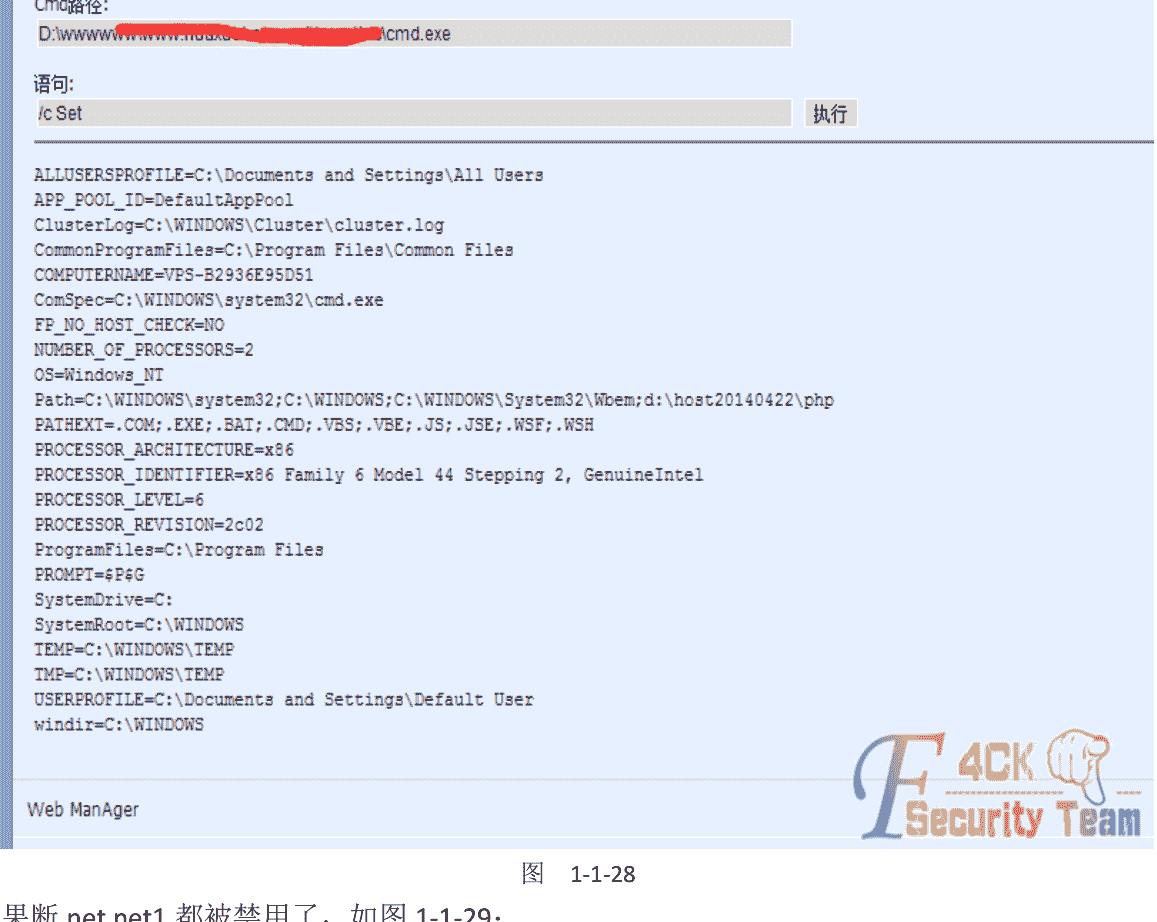 Cmd路径:
D:\wwwwww\www.\cmd.exe
语句:
/c Set
执行
ALLUSERSPROFILE=C:\Documents and Settings\All Users
APP_POOL_ID=DefaultAppPool
ClusterLog=C:\WINDOWS\Cluster\cluster.log
CommonProgramFiles=C:\Program Files\Common Files
COMPUTERNAME=VPS-B2936E95D51
ComSpec=C:\WINDOWS\system32\cmd.exe
FP_NO_HOST_CHECK=NO
NUMBER_OF_PROCESSORS=2
OS=Windows_NT
Path=C:\WINDOWS\system32;C:\WINDOWS;C:\WINDOWS\System32\Wbem;d:\host20140422\php
PATHEXT=.COM;.EXE;.BAT;.CMD;.VBS;.VBE;.JS;.JSE;.WSF;.WSH
PROCESSOR_ARCHITECTURE=x86
PROCESSOR_IDENTIFIER=x86 Family 6 Model 44 Stepping 2, GenuineIntel
PROCESSOR_LEVEL=6
PROCESSOR_REVISION=2c02
ProgramFiles=C:\Program Files
PROMPT=$P$G
SystemDrive=C:
SystemRoot=C:\WINDOWS
TEMP=C:\WINDOWS\TEMP
TMP=C:\WINDOWS\TEMP
USERPROFILE=C:\Documents and Settings\Default User
windir=C:\WINDOWS
F4CK
Security Team
Web ManAger
图 1-1-28
果断 net net1 都被禁用了，如图 1-1-29：